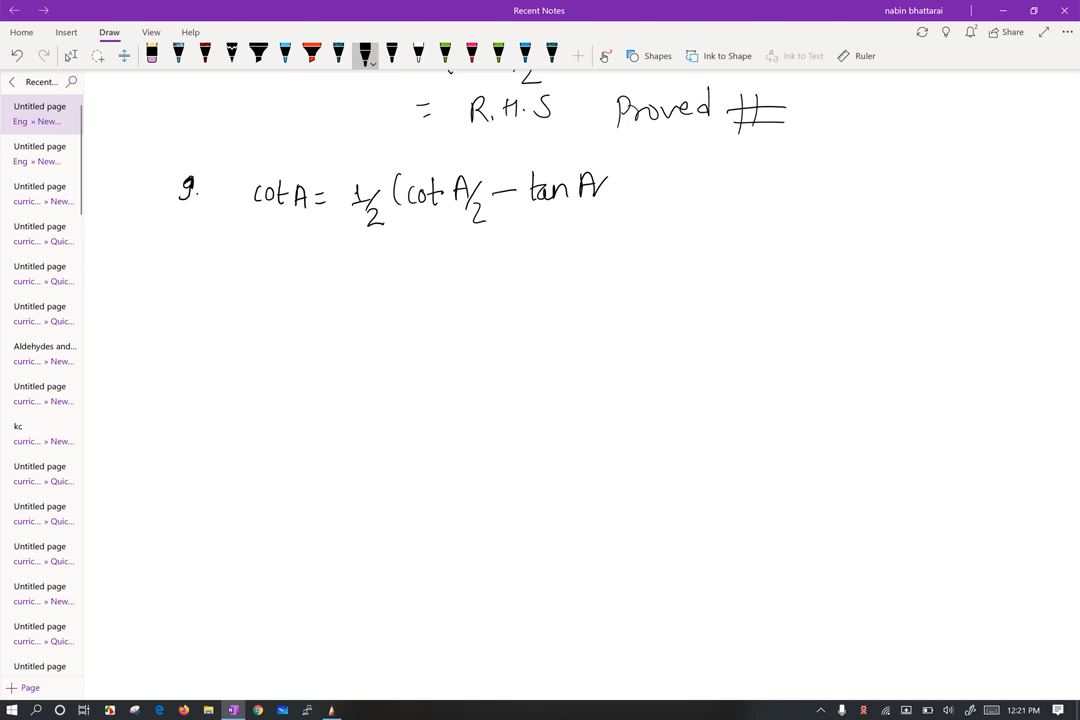 Recent Notes
nabin bhattarai
Home Insert Draw View Help
Share
Shapes Ink to Shape Ink to Text Ruler
Recent...
Untitled page
Eng » New...
Untitled page
Eng » New...
Untitled page
curric... » New...
Untitled page
curric... » Quic...
Untitled page
curric... » Quic...
Untitled page
curric... » Quic...
Aldehydes and...
curric... » New...
Untitled page
curric... » New...
kc
curric... » New...
Untitled page
curric... » Quic...
Untitled page
curric... » Quic...
Untitled page
curric... » Quic...
Untitled page
curric... » New...
Untitled page
curric... » Quic...
Untitled page
+ Page
= R.H.S Proved #
g. cot A = 1/2 (cot A/2 - tan A/
12:21 PM